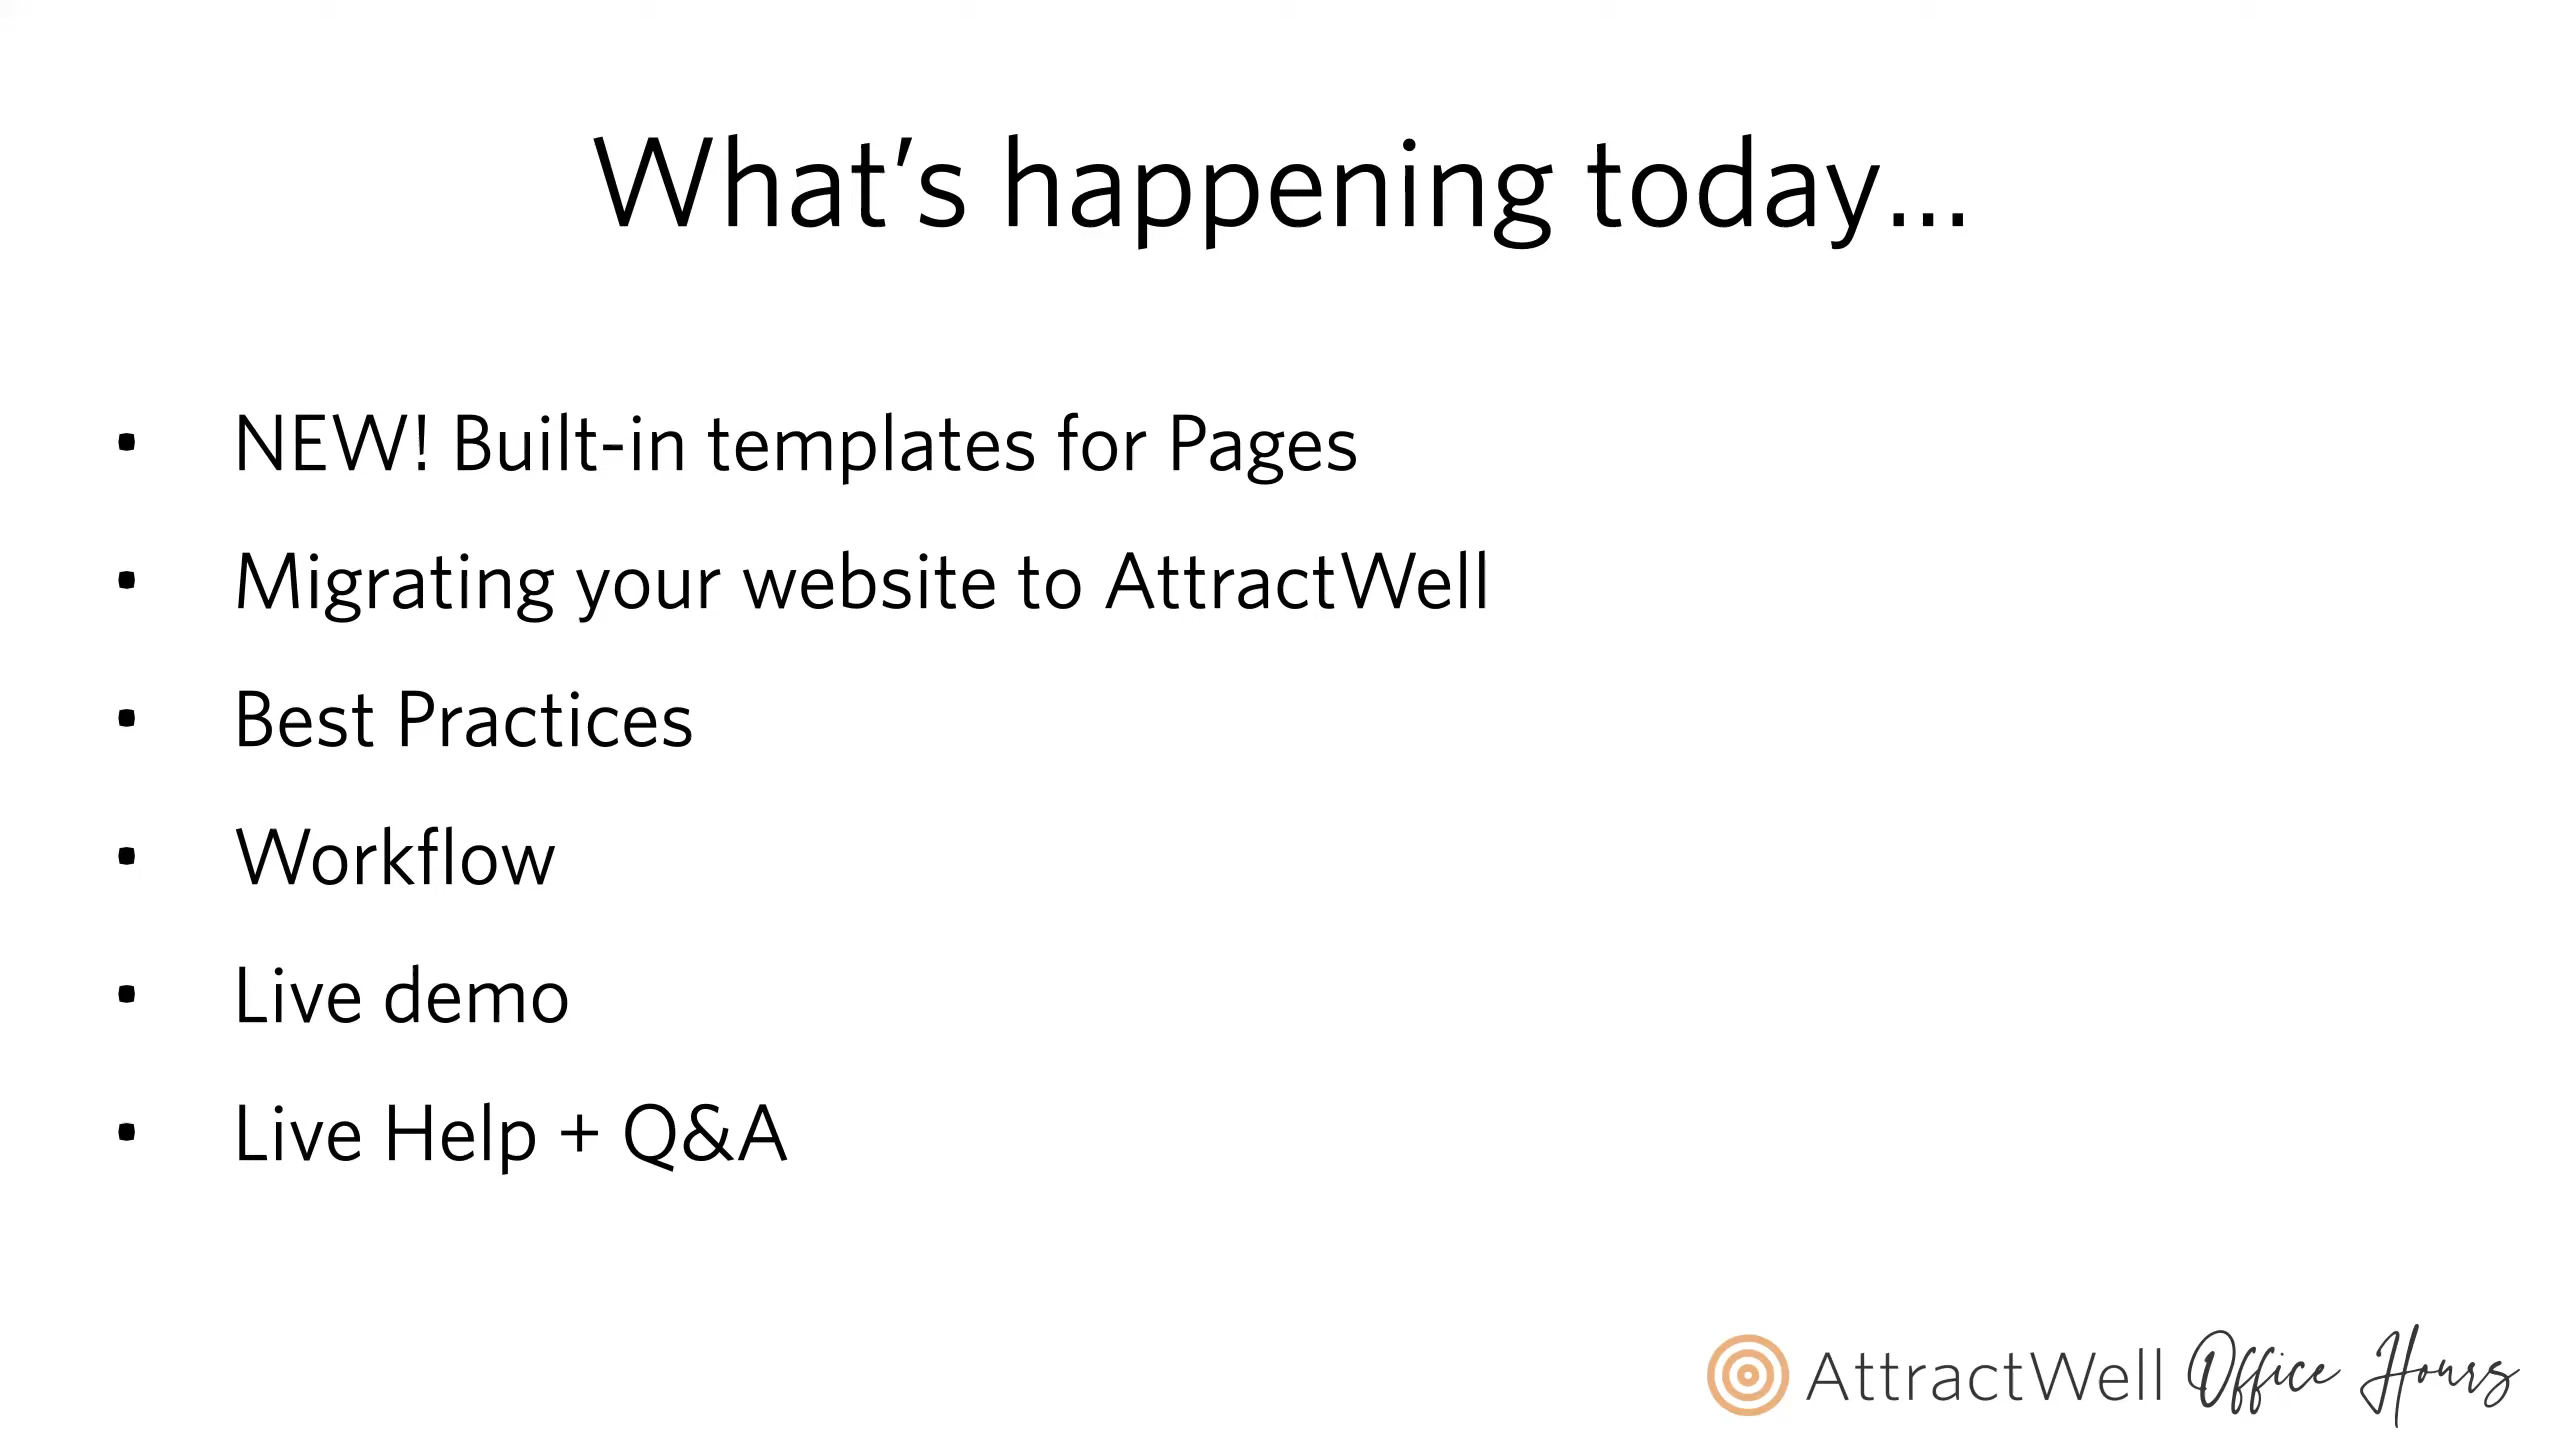 What’s happening today...
• NEW! Built-in templates for Pages
• Migrating your website to AttractWell
• Best Practices
• Workflow
• Live demo
• Live Help + Q&A
AttractWell Office Hours